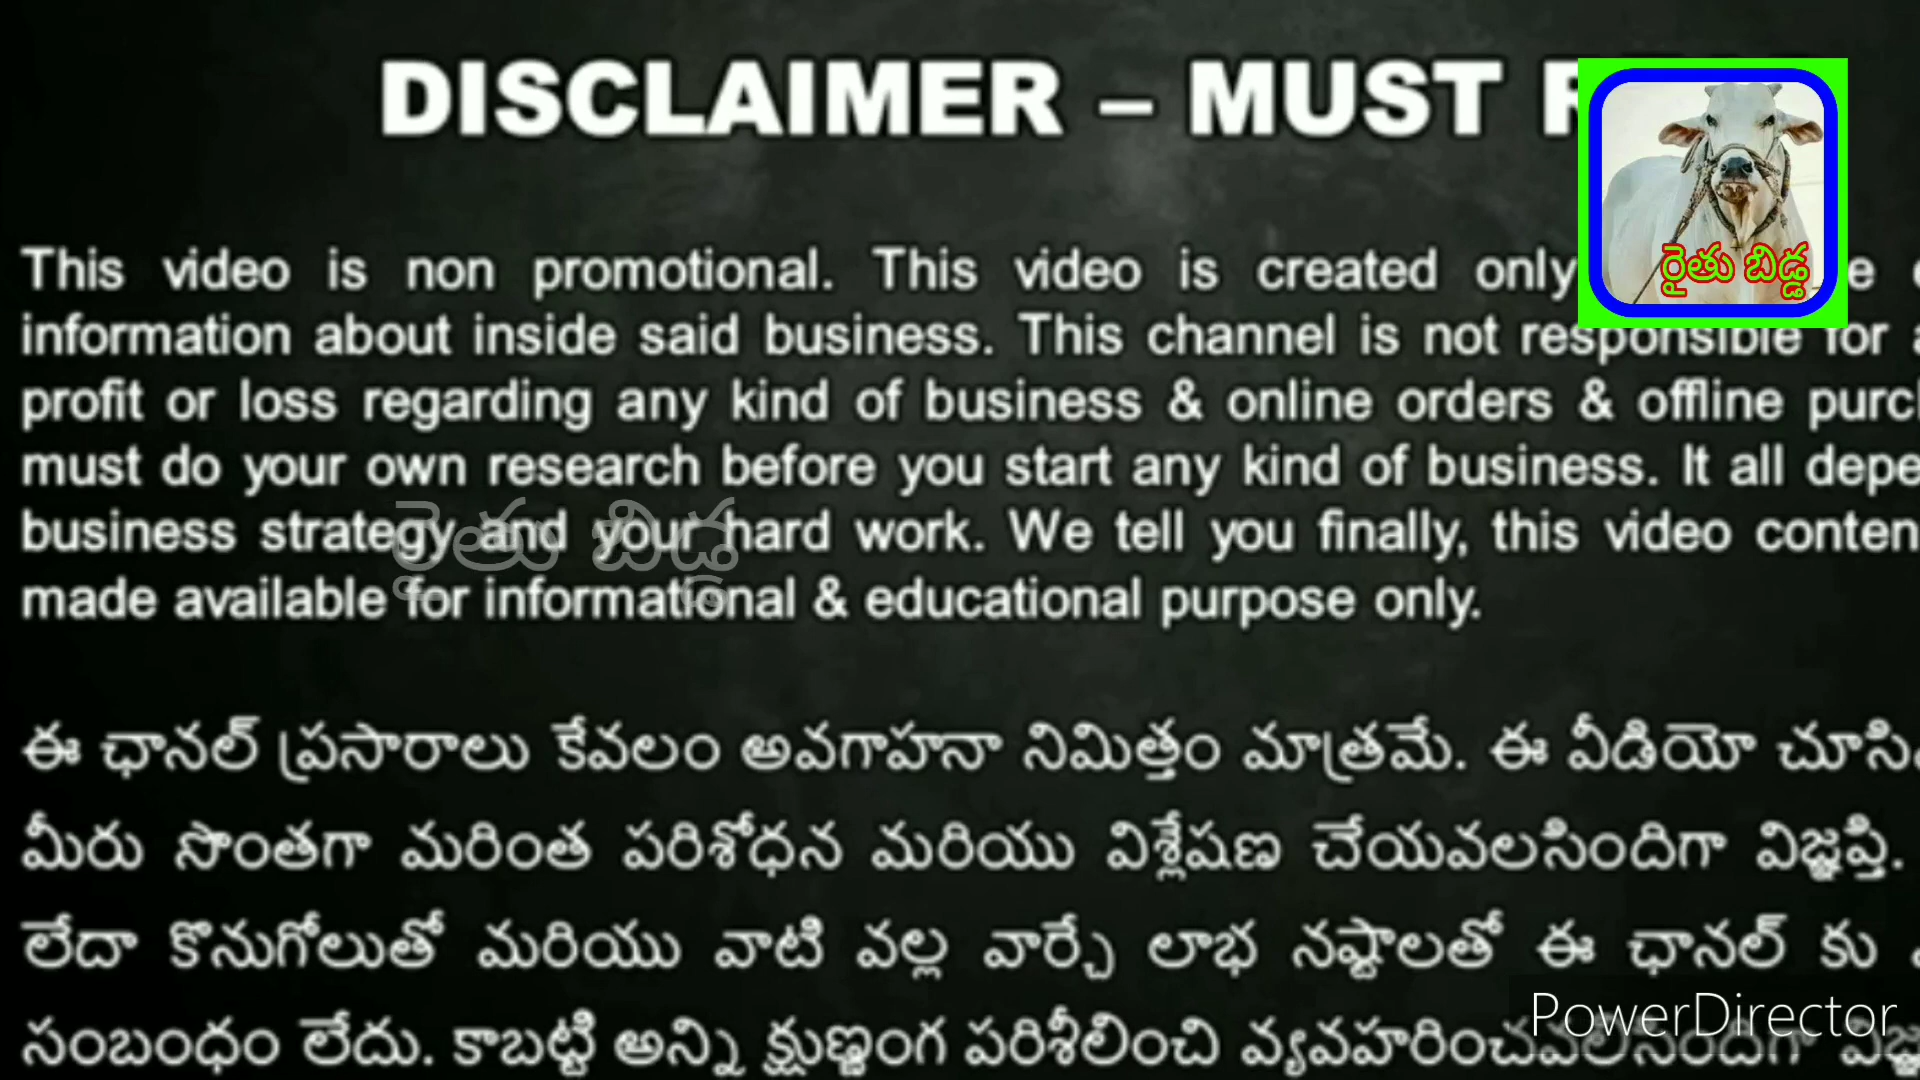 DISCLAIMER – MUST
This video is non promotional. This video is created only
information about inside said business. This channel is not responsible for
profit or loss regarding any kind of business & online orders & offline
must do your own research before you start any kind of business. It all
business strategy and your hard work. We tell you finally, this video
made available for informational & educational purpose only.
ఈ ఛానల్ ప్రసారాలు కేవలం అవగాహనా నిమిత్తం మాత్రమే. ఈ వీడియో
మీరు సొంతగా మరింత పరిశోధన మరియు విశ్లేషణ చేయవలసిందిగా విజ్ఞప్తి.
లేదా కొనుగోలుతో మరియు వాటి వల్ల వార్చే లాభ నష్టాలతో ఈ ఛానల్ కు
సంబంధం లేదు. కాబట్టి అన్ని క్షుణ్ణంగ పరిశీలించి వ్యవహరించవలసిందిగా
రైతు బిడ్డ
రైతు బిడ్డ
PowerDirector